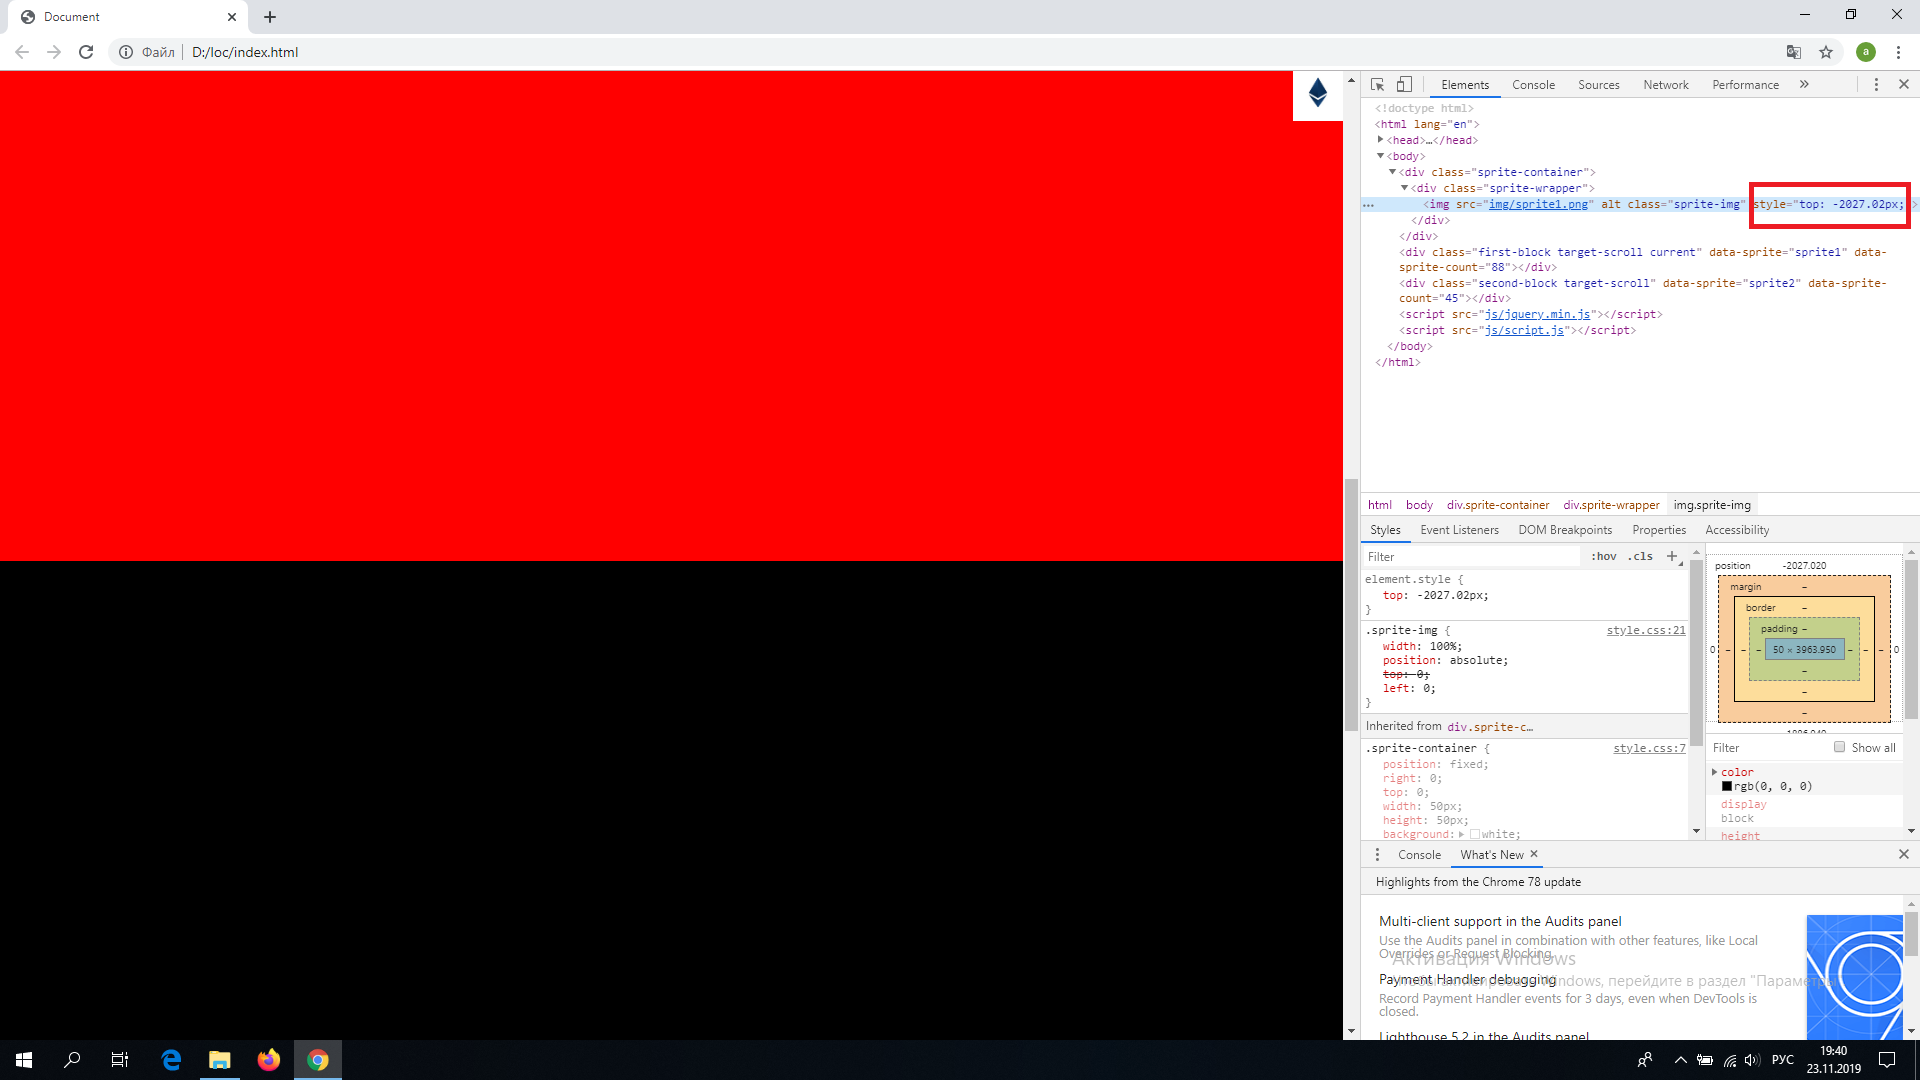 Document
Файл
D:/loc/index.html
a
Elements
Console
Sources
Network
Performance
<!doctype html>
<html lang="en">
<head>…</head>
<body>
<div class="sprite-container">
<div class="sprite-wrapper">
<img src="img/sprite1.png" alt class="sprite-img" style="top: -2027.02px;
</div>
</div>
<div class="first-block target-scroll current" data-sprite="sprite1" data-
sprite-count="88"></div>
<div class="second-block target-scroll" data-sprite="sprite2" data-sprite-
count="45"></div>
<script src="js/jquery.min.js"></script>
<script src="js/script.js"></script>
</body>
</html>
html body div.sprite-container div.sprite-wrapper img.sprite-img
Styles Event Listeners DOM Breakpoints Properties Accessibility
Filter :hov .cls +
element.style {
top: -2027.02px;
}
.sprite-img { style.css:21
width: 100%;
position: absolute;
top: 0;
left: 0;
}
Inherited from div.sprite-c…
.sprite-container { style.css:7
position: fixed;
right: 0;
top: 0;
width: 50px;
height: 50px;
background: white;
position -2027.020
margin –
border –
padding –
0 – – – 50 × 3963.950 – – – 0
–
–
–
Filter Show all
color
rgb(0, 0, 0)
display
block
height
Console What's New
Highlights from the Chrome 78 update
Multi-client support in the Audits panel
Use the Audits panel in combination with other features, like Local
Overrides or Request Blocking.
Активация Windows
Payment Handler debugging
Windows, перейдите в раздел "Параметры
Record Payment Handler events for 3 days, even when DevTools is
closed.
Lighthouse 5.2 in the Audits panel
РУС
19:40
23.11.2019